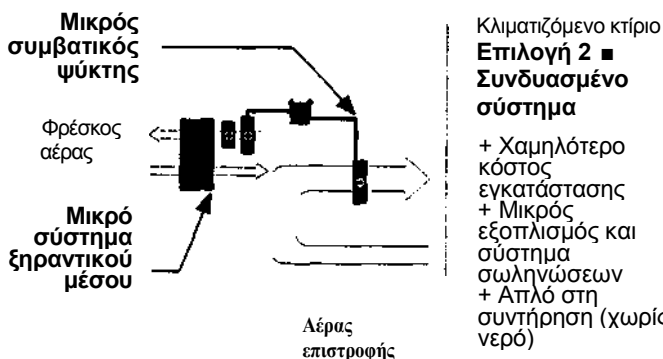 Μικρός
συμβατικός
ψύκτης
Φρέσκος
αέρας
Μικρό
σύστημα
ξηραντικού
μέσου
Αέρας
επιστροφής
Κλιματιζόμενο κτίριο
Επιλογή 2 ■
Συνδυασμένο
σύστημα
+ Χαμηλότερο
κόστος
εγκατάστασης
+ Μικρός
εξοπλισμός και
σύστημα
σωληνώσεων
+ Απλό στη
συντήρηση (χωρίς
νερό)